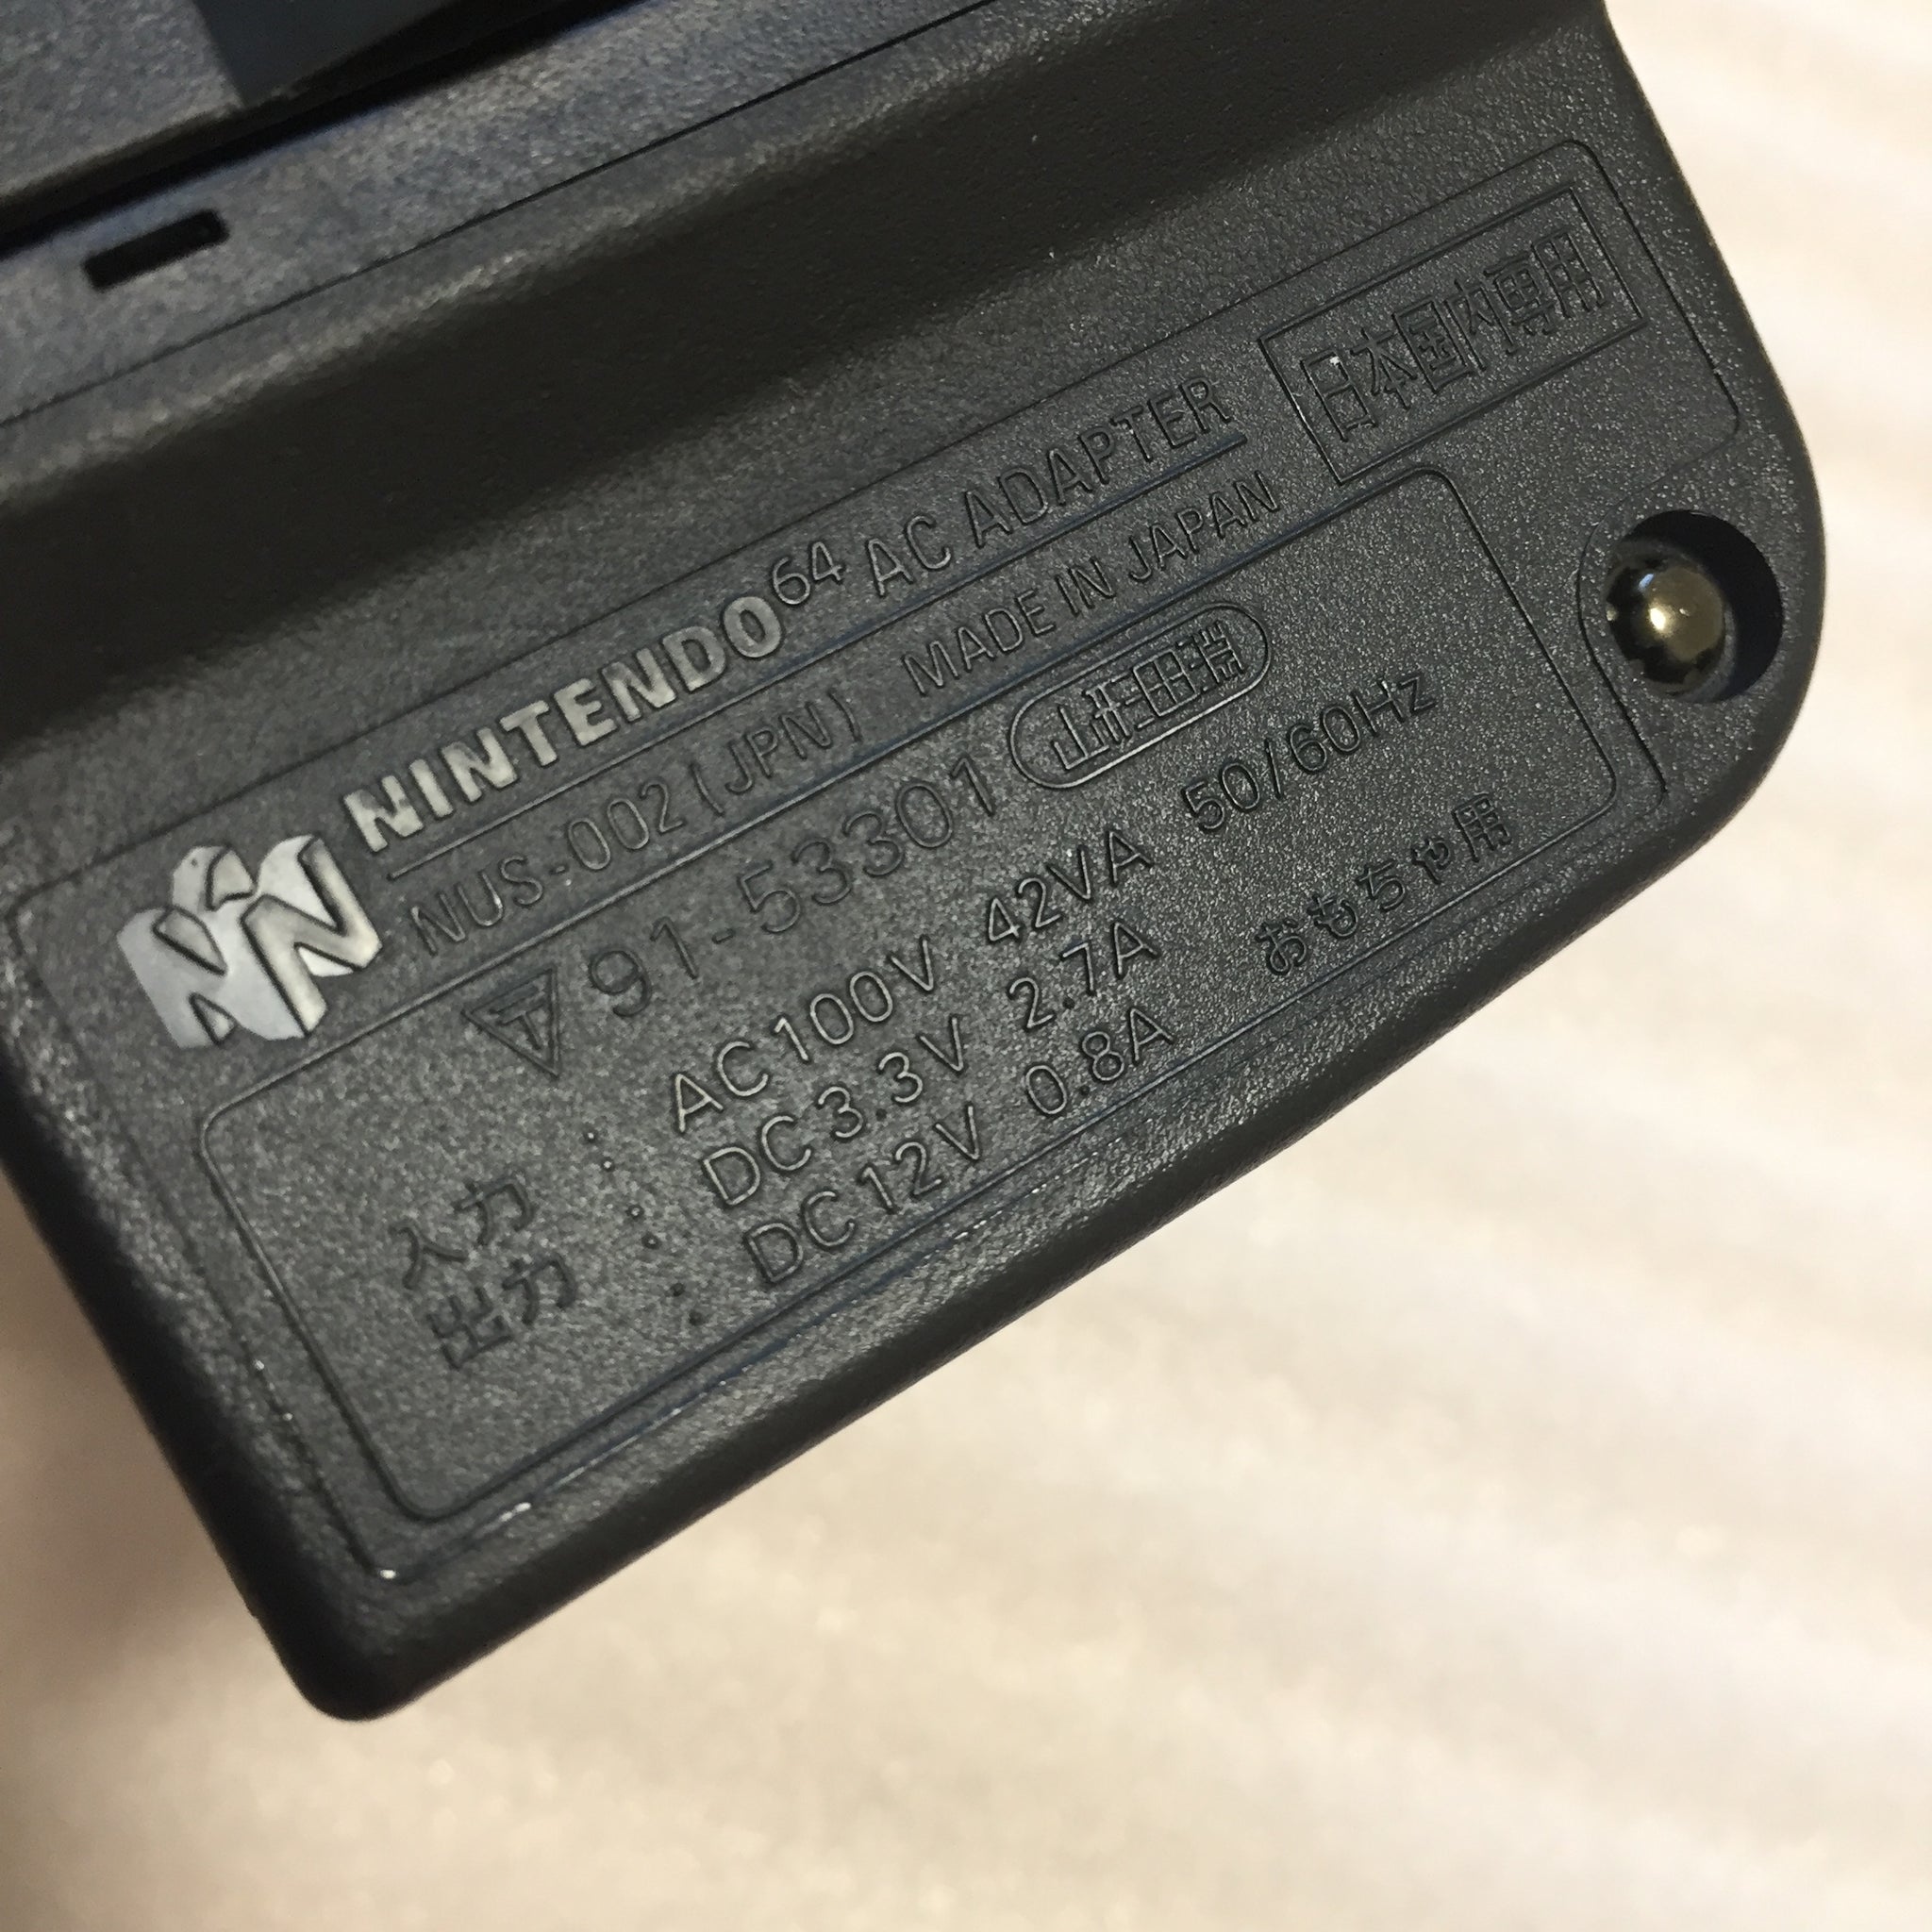 NINTENDO64 AC ADAPTER
日本国内専用
NUS-002(JPN) MADE IN JAPAN
T 91-53301
入力 : AC100V 42VA 50/60Hz
出力 : DC3.3V 2.7A
: DC12V 0.8A
おもちゃ用